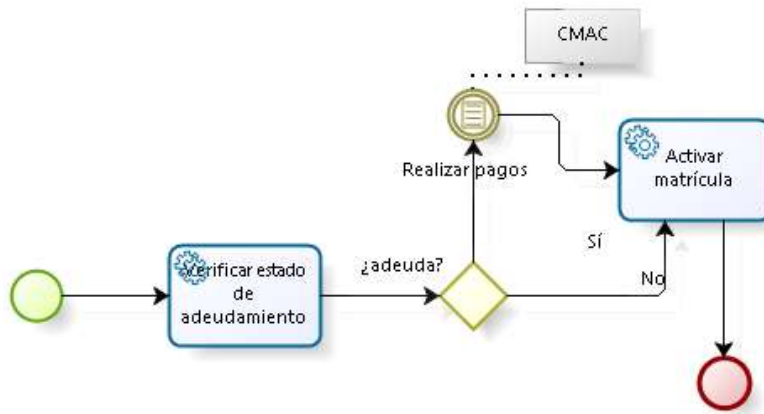 CMAC
Realizar pagos
Activar
matrícula
Sí
¿adeuda?
No
Verificar estado
de
adeudamiento